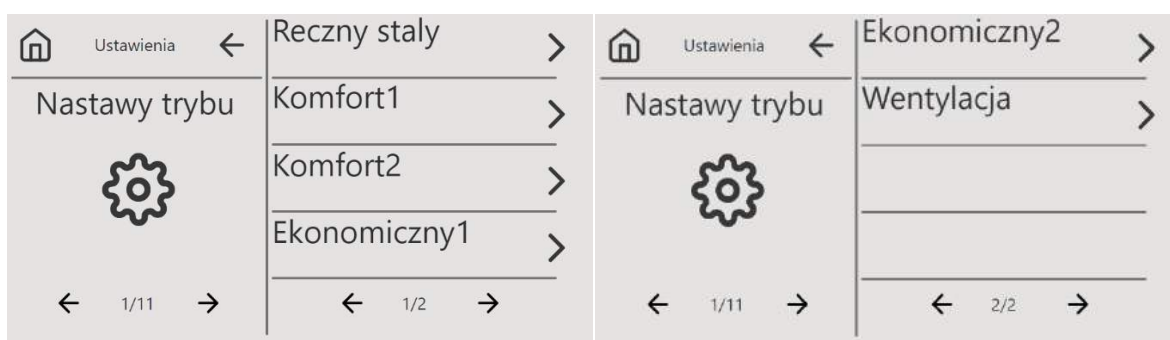 Ustawienia
Nastawy trybu
1/11
Reczny staly
Komfort1
Komfort2
Ekonomiczny1
1/2
Ustawienia
Nastawy trybu
1/11
Ekonomiczny2
Wentylacja
2/2